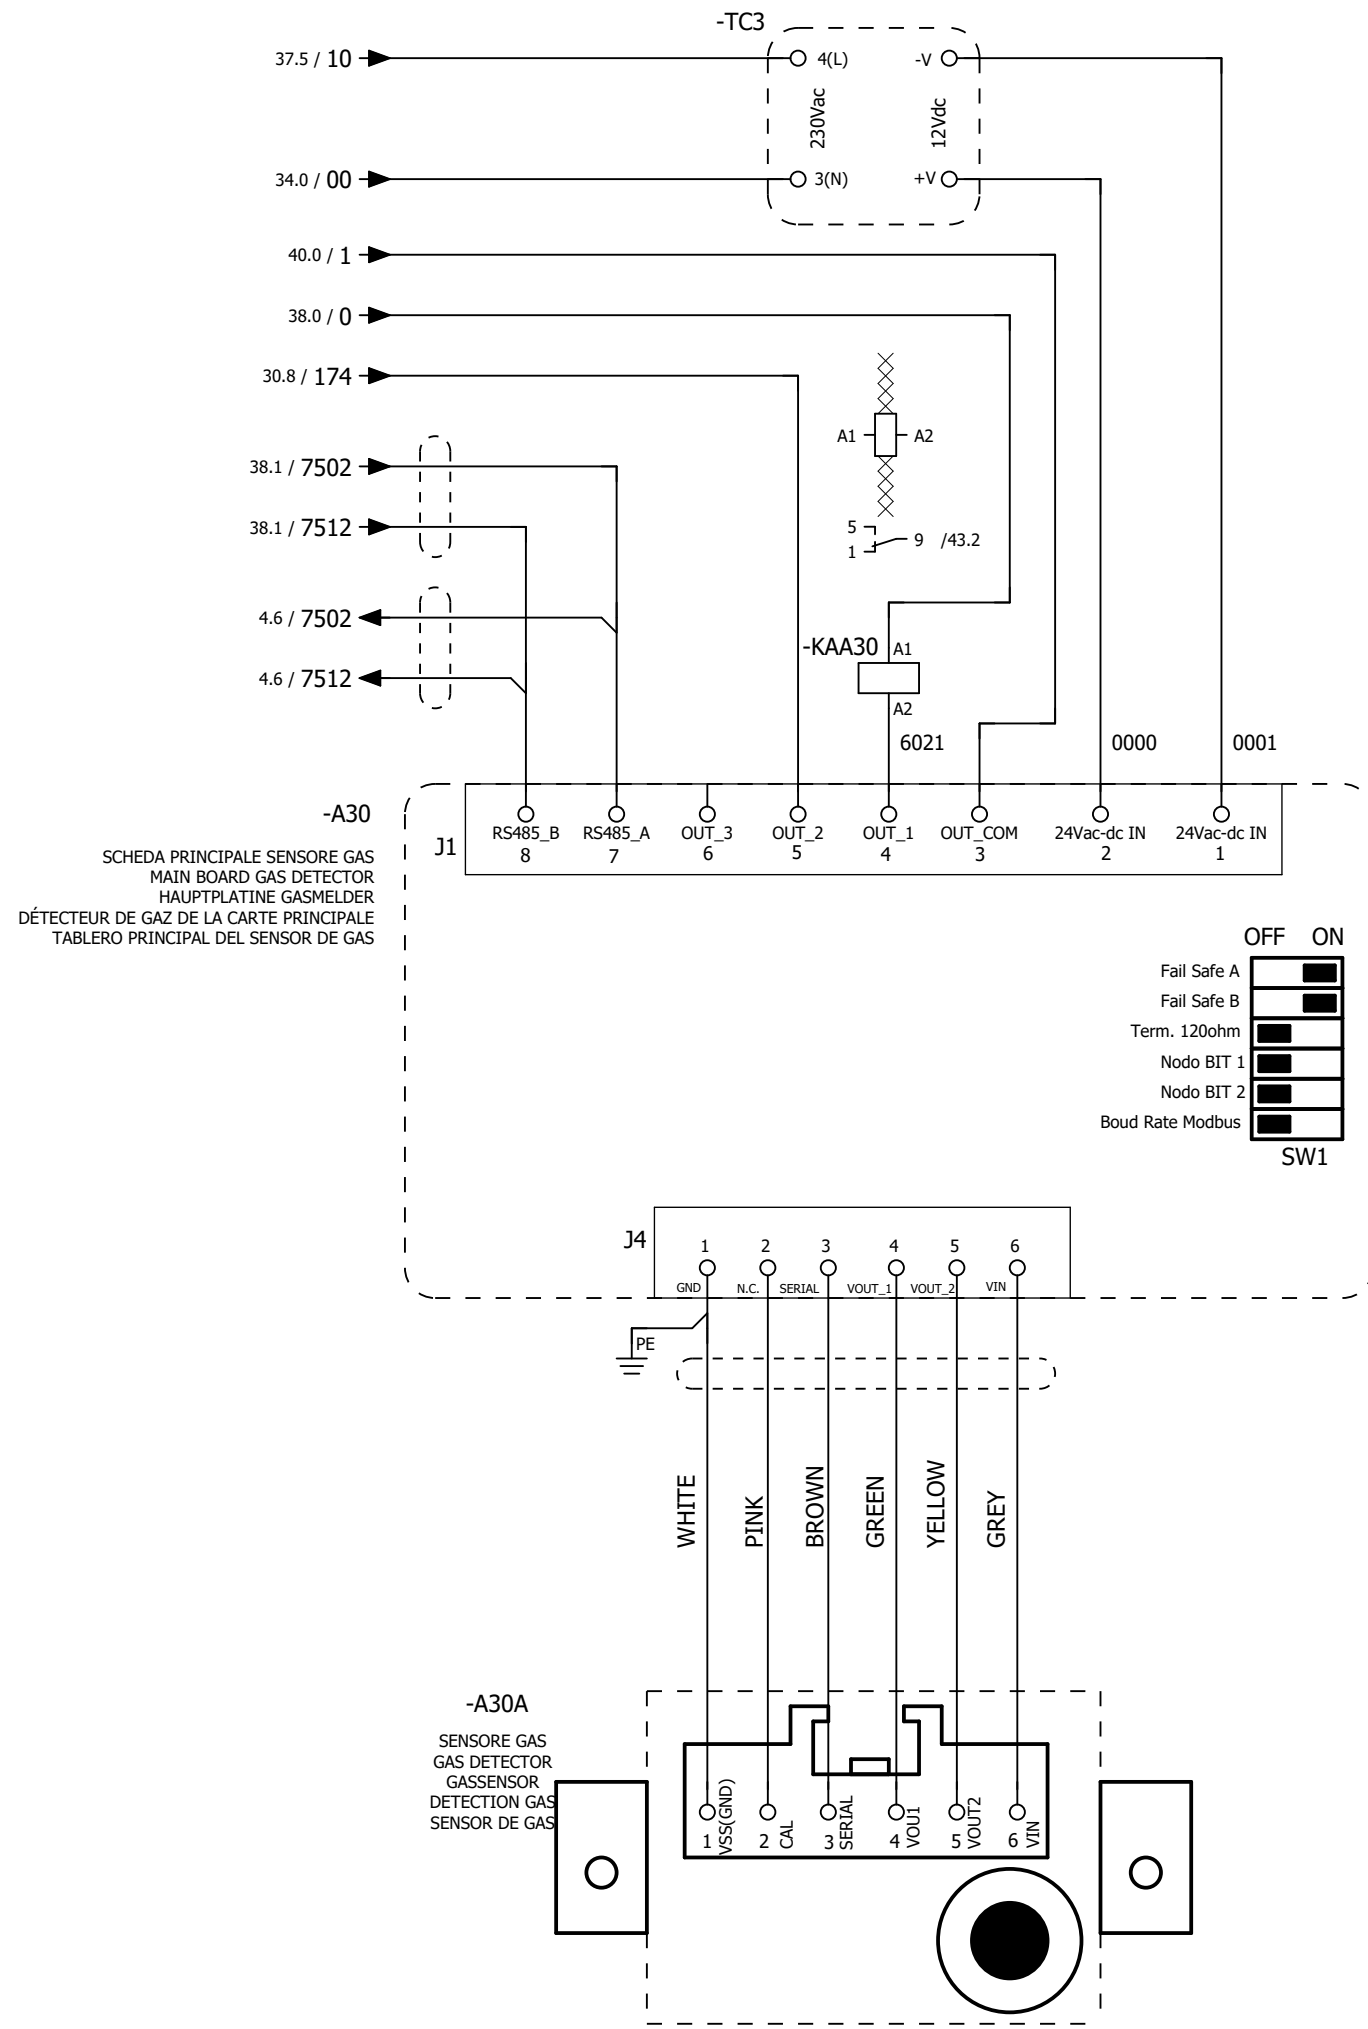 -TC3
37.5 / 10
4(L)
-V
230Vac
12Vdc
34.0 / 00
3(N)
+V
40.0 / 1
38.0 / 0
30.8 / 174
A1
A2
38.1 / 7502
38.1 / 7512
5
1
9
/43.2
4.6 / 7502
4.6 / 7512
-KAA30
A1
A2
6021
0000
0001
-A30
SCHEDA PRINCIPALE SENSORE GAS
MAIN BOARD GAS DETECTOR
HAUPTPLATINE GASMELDER
DÉTECTEUR DE GAZ DE LA CARTE PRINCIPALE
TABLERO PRINCIPAL DEL SENSOR DE GAS
J1
RS485_B
8
RS485_A
7
OUT_3
6
OUT_2
5
OUT_1
4
OUT_COM
3
24Vac-dc IN
2
24Vac-dc IN
1
OFF ON
Fail Safe A
Fail Safe B
Term. 120ohm
Nodo BIT 1
Nodo BIT 2
Boud Rate Modbus
SW1
J4
1
2
3
4
5
6
GND
N.C.
SERIAL
VOUT_1
VOUT_2
VIN
PE
WHITE
PINK
BROWN
GREEN
YELLOW
GREY
-A30A
SENSORE GAS
GAS DETECTOR
GASSENSOR
DETECTION GAS
SENSOR DE GAS
1
VSS(GND)
2
CAL
3
SERIAL
4
VOU1
5
VOUT2
6
VIN